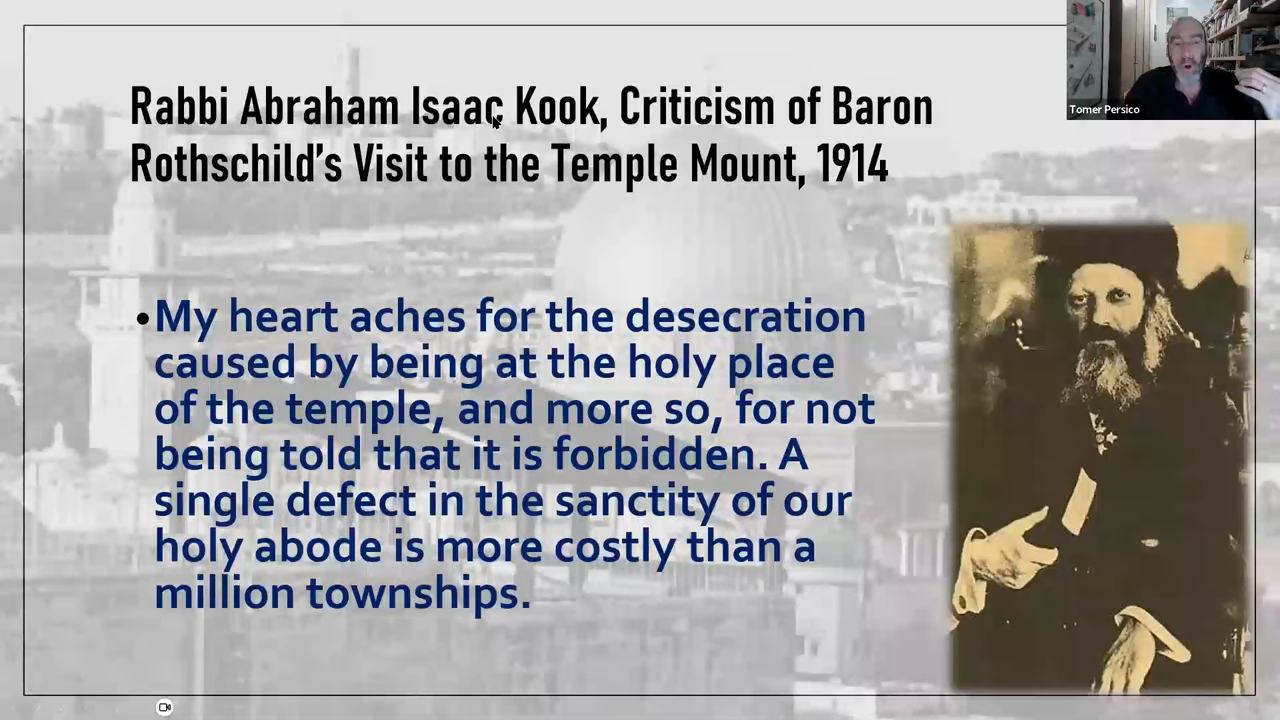 Rabbi Abraham Isaac Kook, Criticism of Baron
Rothschild's Visit to the Temple Mount, 1914
Tomer Persico
•My heart aches for the desecration
caused by being at the holy place
of the temple, and more so, for not
being told that it is forbidden. A
single defect in the sanctity of our
holy abode is more costly than a
million townships.